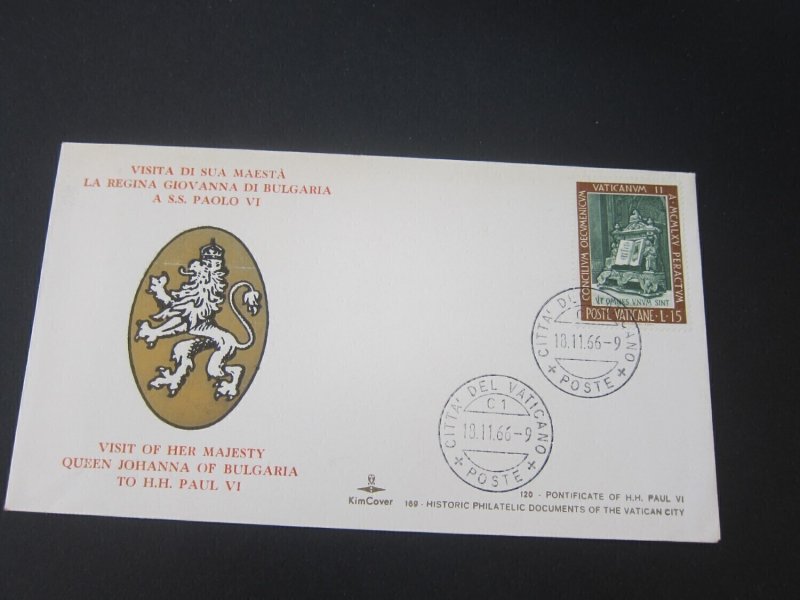 VISITA DI SUA MAESTÀ
LA REGINA GIOVANNA DI BULGARIA
A S.S. PAOLO VI
VISIT OF HER MAJESTY
QUEEN JOHANNA OF BULGARIA
TO H.H. PAUL VI
CONCILIVM OECVMENICVM
VATICANVM II
A·MCMLXV PERACTVM
VT OMNES VNVM SINT
POSTE VATICANE·L·15
CITTA' DEL VATICANO
18.11.66-9
POSTE
CITTA' DEL VATICANO
C 1
18.11.66-9
POSTE
KimCover
120 - PONTIFICATE OF H.H. PAUL VI
169 - HISTORIC PHILATELIC DOCUMENTS OF THE VATICAN CITY